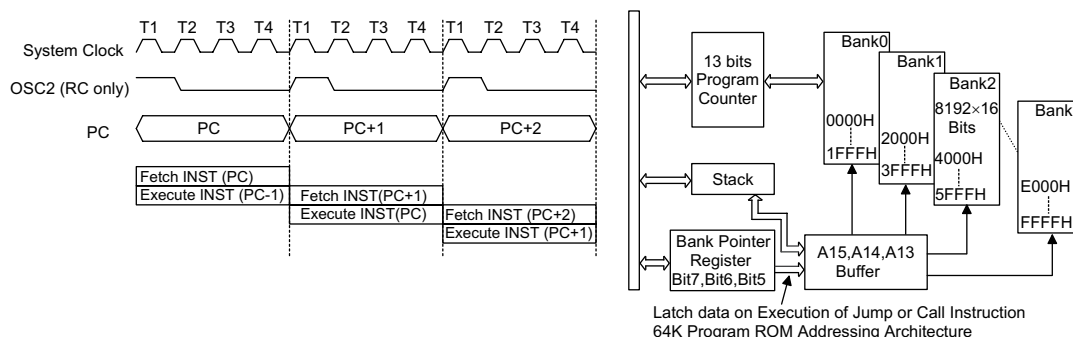 T1 T2 T3 T4 T1 T2 T3 T4 T1 T2 T3 T4
System Clock
OSC2 (RC only)
PC
PC
PC+1
PC+2
Fetch INST (PC)
Execute INST (PC-1)
Fetch INST(PC+1)
Execute INST(PC)
Fetch INST (PC+2)
Execute INST (PC+1)
13 bits
Program
Counter
Stack
Bank Pointer
Register
Bit7,Bit6,Bit5
A15,A14,A13
Buffer
Bank0
0000H
1FFFH
Bank1
2000H
3FFFH
Bank2
8192×16
Bits
4000H
5FFFH
Bank
E000H
FFFFH
Latch data on Execution of Jump or Call Instruction
64K Program ROM Addressing Architecture